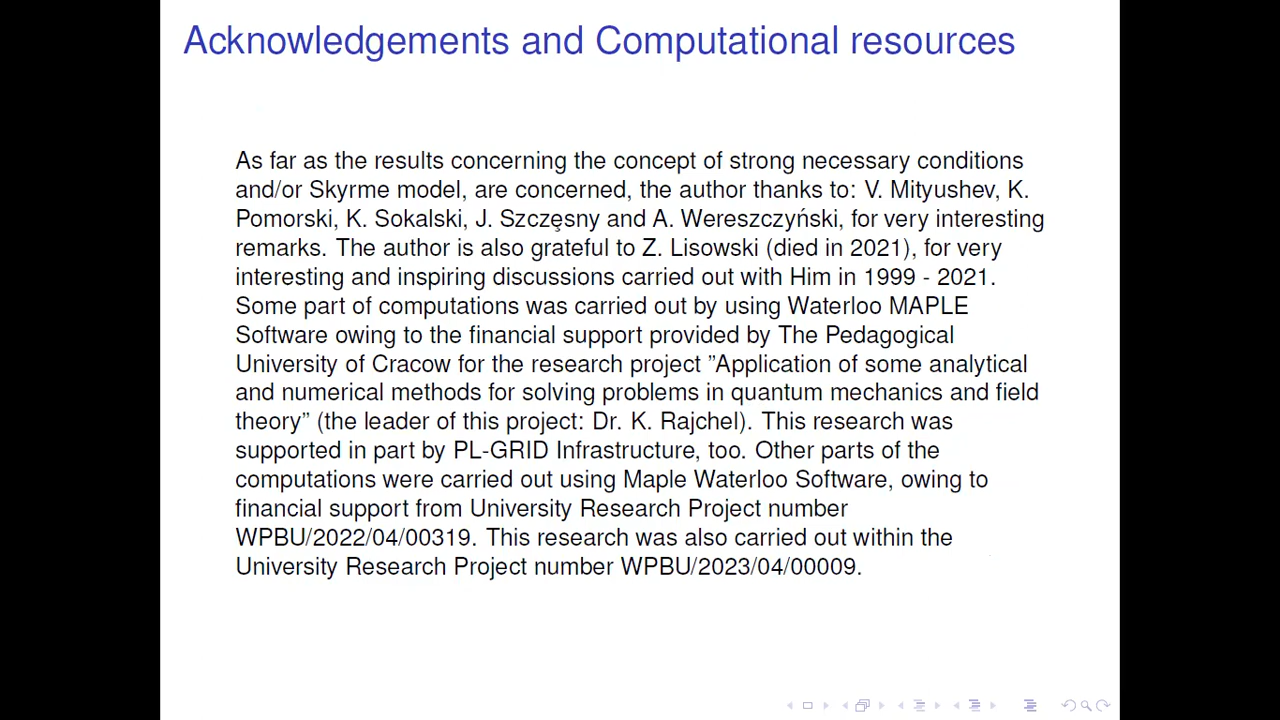 Acknowledgements and Computational resources
As far as the results concerning the concept of strong necessary conditions
and/or Skyrme model, are concerned, the author thanks to: V. Mityushev, K.
Pomorski, K. Sokalski, J. Szczęsny and A. Wereszczyński, for very interesting
remarks. The author is also grateful to Z. Lisowski (died in 2021), for very
interesting and inspiring discussions carried out with Him in 1999 - 2021.
Some part of computations was carried out by using Waterloo MAPLE
Software owing to the financial support provided by The Pedagogical
University of Cracow for the research project ”Application of some analytical
and numerical methods for solving problems in quantum mechanics and field
theory” (the leader of this project: Dr. K. Rajchel). This research was
supported in part by PL-GRID Infrastructure, too. Other parts of the
computations were carried out using Maple Waterloo Software, owing to
financial support from University Research Project number
WPBU/2022/04/00319. This research was also carried out within the
University Research Project number WPBU/2023/04/00009.